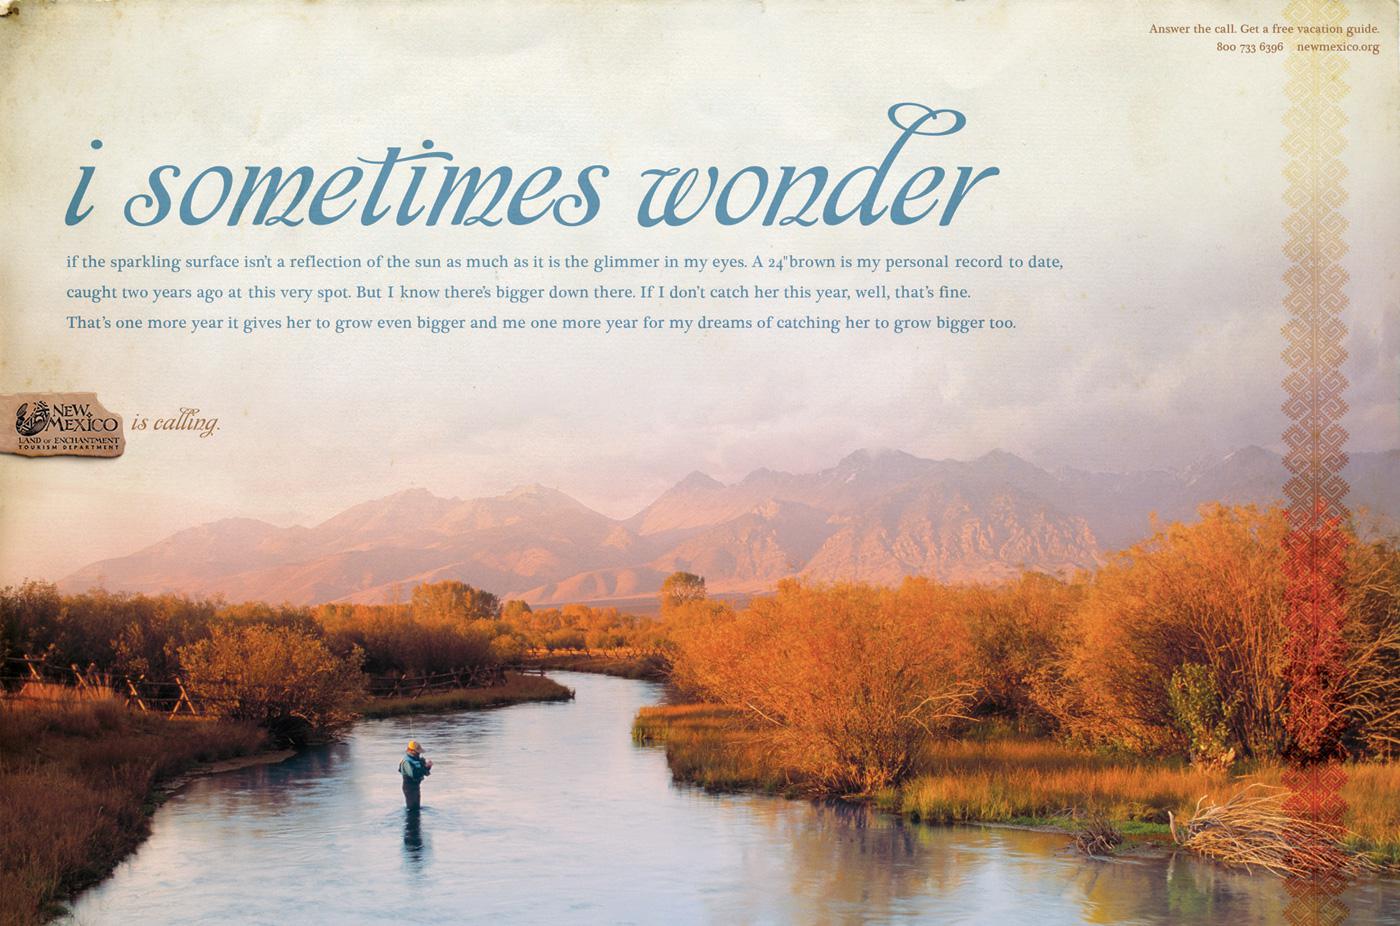 Answer the call. Get a free vacation guide.
800 733 6396 newmexico.org
i sometimes wonder
if the sparkling surface isn't a reflection of the sun as much as it is the glimmer in my eyes. A 24" brown is my personal record to date,
caught two years ago at this very spot. But I know there's bigger down there. If I don't catch her this year, well, that's fine.
That's one more year it gives her to grow even bigger and me one more year for my dreams of catching her to grow bigger too.
NEW
MEXICO
LAND OF ENCHANTMENT
TOURISM DEPARTMENT
is calling.